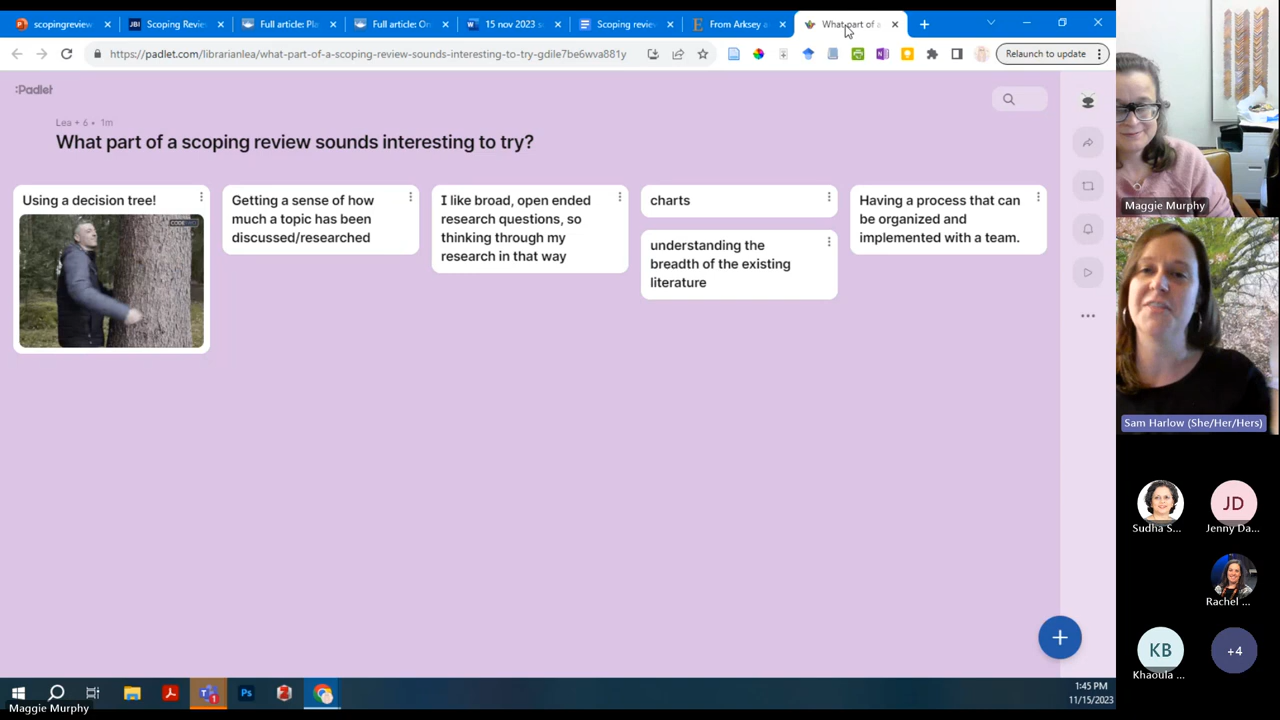 scopingreview
JBI Scoping Revie
Full article: Pla
Full article: On
15 nov 2023 s
Scoping review
From Arksey a
What part of a
https://padlet.com/librarianlea/what-part-of-a-scoping-review-sounds-interesting-to-try-gdile7be6wva881y
Relaunch to update
:Padlet
Lea + 6 • 1m
What part of a scoping review sounds interesting to try?
Using a decision tree!
Getting a sense of how
much a topic has been
discussed/researched
I like broad, open ended
research questions, so
thinking through my
research in that way
charts
understanding the
breadth of the existing
literature
Having a process that can
be organized and
implemented with a team.
Maggie Murphy
Sam Harlow (She/Her/Hers)
Sudha S...
JD
Jenny Da...
Rachel ...
KB
Khaoula ...
+4
1:45 PM
11/15/2023
Maggie Murphy